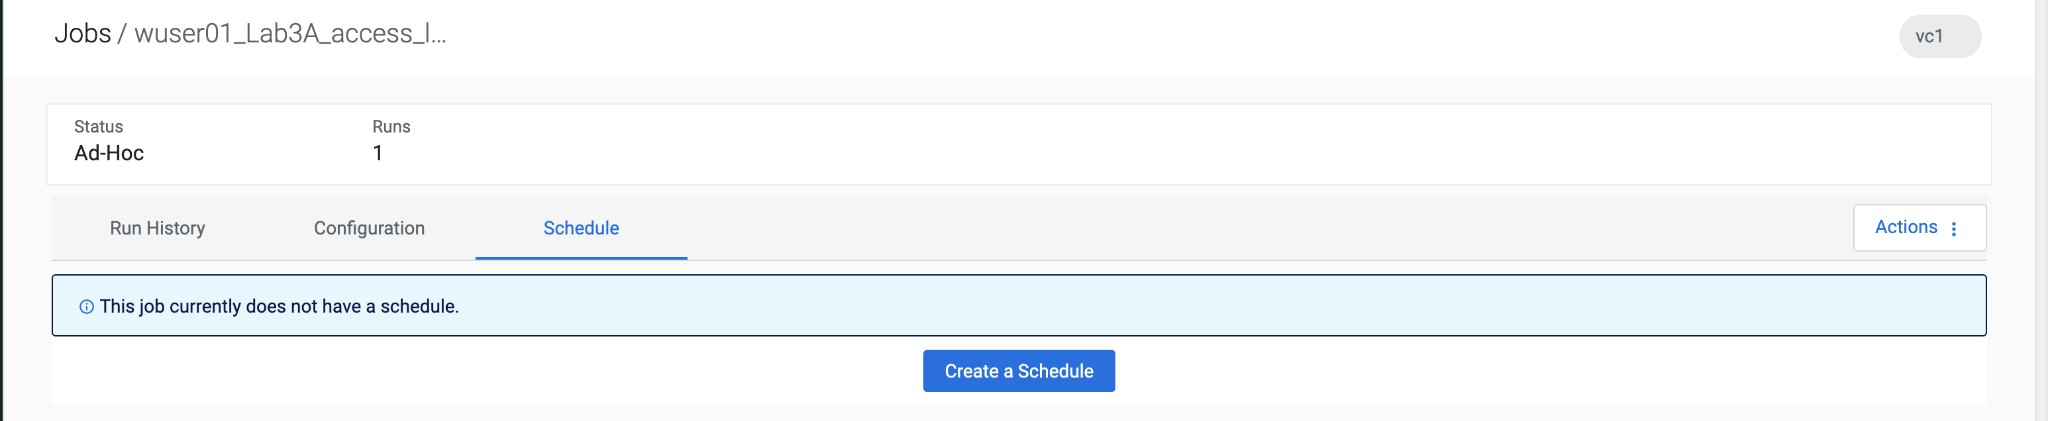 Jobs / wuser01_Lab3A_access_l...
vc1
Status
Runs
Ad-Hoc
1
Run History
Configuration
Schedule
Actions
This job currently does not have a schedule.
Create a Schedule